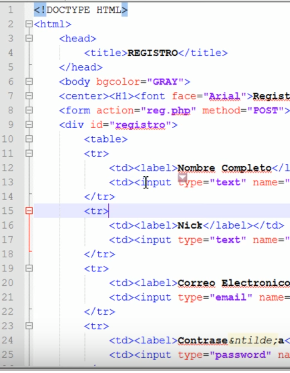 1 <!DOCTYPE HTML>
2 <html>
3 <head>
4 <title>REGISTRO</title>
5 </head>
6 <body bgcolor="GRAY">
7 <center><H1><font face="Arial">Regist
8 <form action="reg.php" method="POST">
9 <div id="registro">
10 <table>
11 <tr>
12 <td><label>Nombre Completo</l
13 <td><input type="text" name="
14 </tr>
15 <tr>
16 <td><label>Nick</label></td>
17 <td><input type="text" name="
18 </tr>
19 <tr>
20 <td><label>Correo Electronico
21 <td><input type="email" name=
22 </tr>
23 <tr>
24 <td><label>Contrase&ntilde;a<
25 <td><input type="password" na